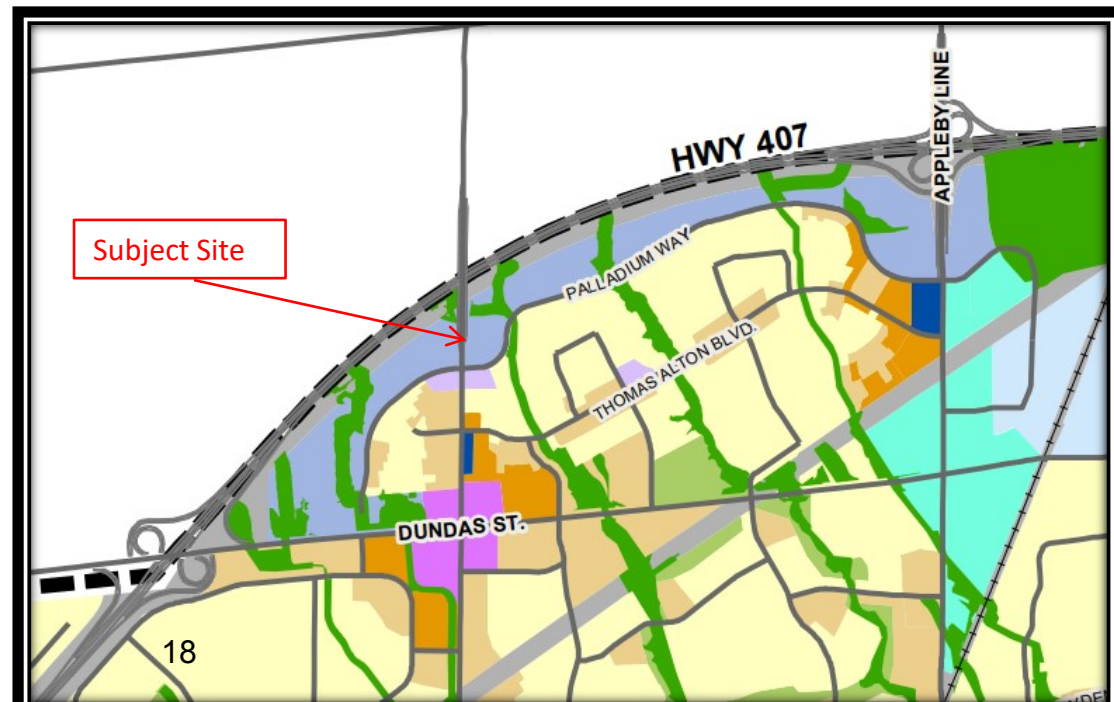 APPLEBY LINE
HWY 407
Subject Site
PALLADIUM WAY
THOMAS ALTON BLVD.
DUNDAS ST.
18